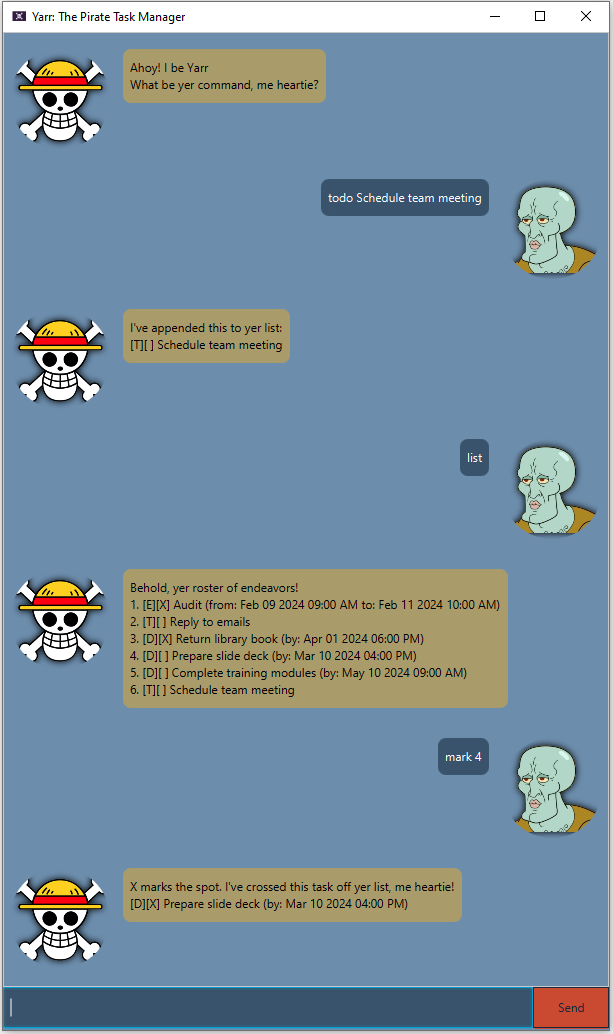 Yarr: The Pirate Task Manager
Ahoy! I be Yarr
What be yer command, me heartie?
todo Schedule team meeting
I've appended this to yer list:
[T][ ] Schedule team meeting
list
Behold, yer roster of endeavors!
1. [E][X] Audit (from: Feb 09 2024 09:00 AM to: Feb 11 2024 10:00 AM)
2. [T][ ] Reply to emails
3. [D][X] Return library book (by: Apr 01 2024 06:00 PM)
4. [D][ ] Prepare slide deck (by: Mar 10 2024 04:00 PM)
5. [D][ ] Complete training modules (by: May 10 2024 09:00 AM)
6. [T][ ] Schedule team meeting
mark 4
X marks the spot. I've crossed this task off yer list, me heartie!
[D][X] Prepare slide deck (by: Mar 10 2024 04:00 PM)
Send